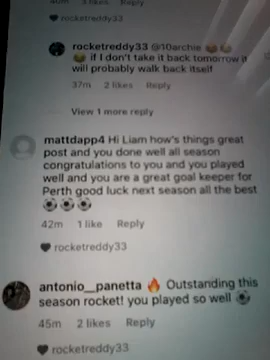 40m 3 likes Reply
rocketreddy33
rocketreddy33 @10archie 😂😂
😂 if I don't take it back tomorrow it
will probably walk back itself
37m 2 likes Reply
View 1 more reply
mattdapp4 Hi Liam how's things great
post and you done well all season
congratulations to you and you played
well and you are a great goal keeper for
Perth good luck next season all the best
⚽⚽⚽
42m 1 like Reply
rocketreddy33
antonio__panetta 🔥 Outstanding this
season rocket! you played so well ⚽
45m 2 likes Reply
rocketreddy33